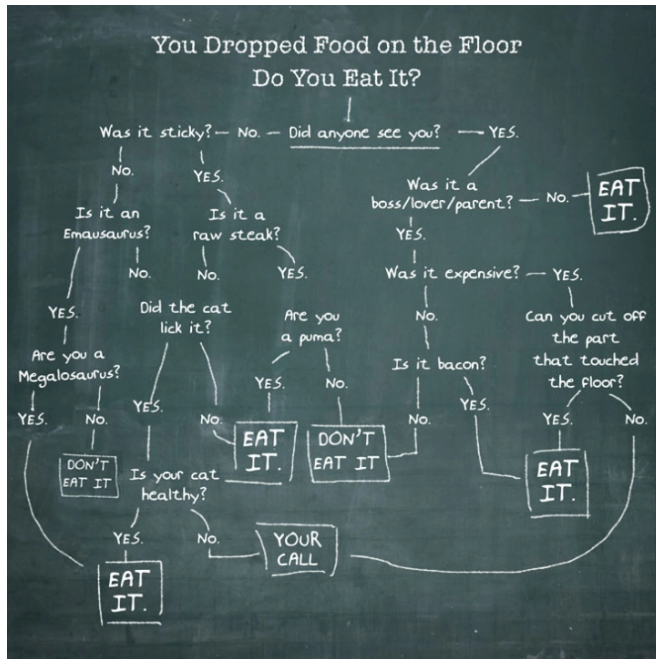 You Dropped Food on the Floor
Do You Eat It?
Was it sticky? No. Did anyone see you? YES.
No.
YES.
Was it a
boss/lover/parent?
No.
EAT
IT.
Is it an
Emausaurus?
Is it a
raw steak?
YES.
No.
No.
YES.
Was it expensive? YES.
YES.
Did the cat
lick it?
Are you
a puma?
No.
Can you cut off
the part
that touched
the floor?
Are you a
Megalosaurus?
Is it bacon?
YES.
No.
YES.
No.
YES.
No.
No.
YES.
YES.
No.
DON'T
EAT IT
EAT
IT.
DON'T
EAT IT
EAT
IT.
Is your cat
healthy?
YES.
No.
YOUR
CALL
EAT
IT.